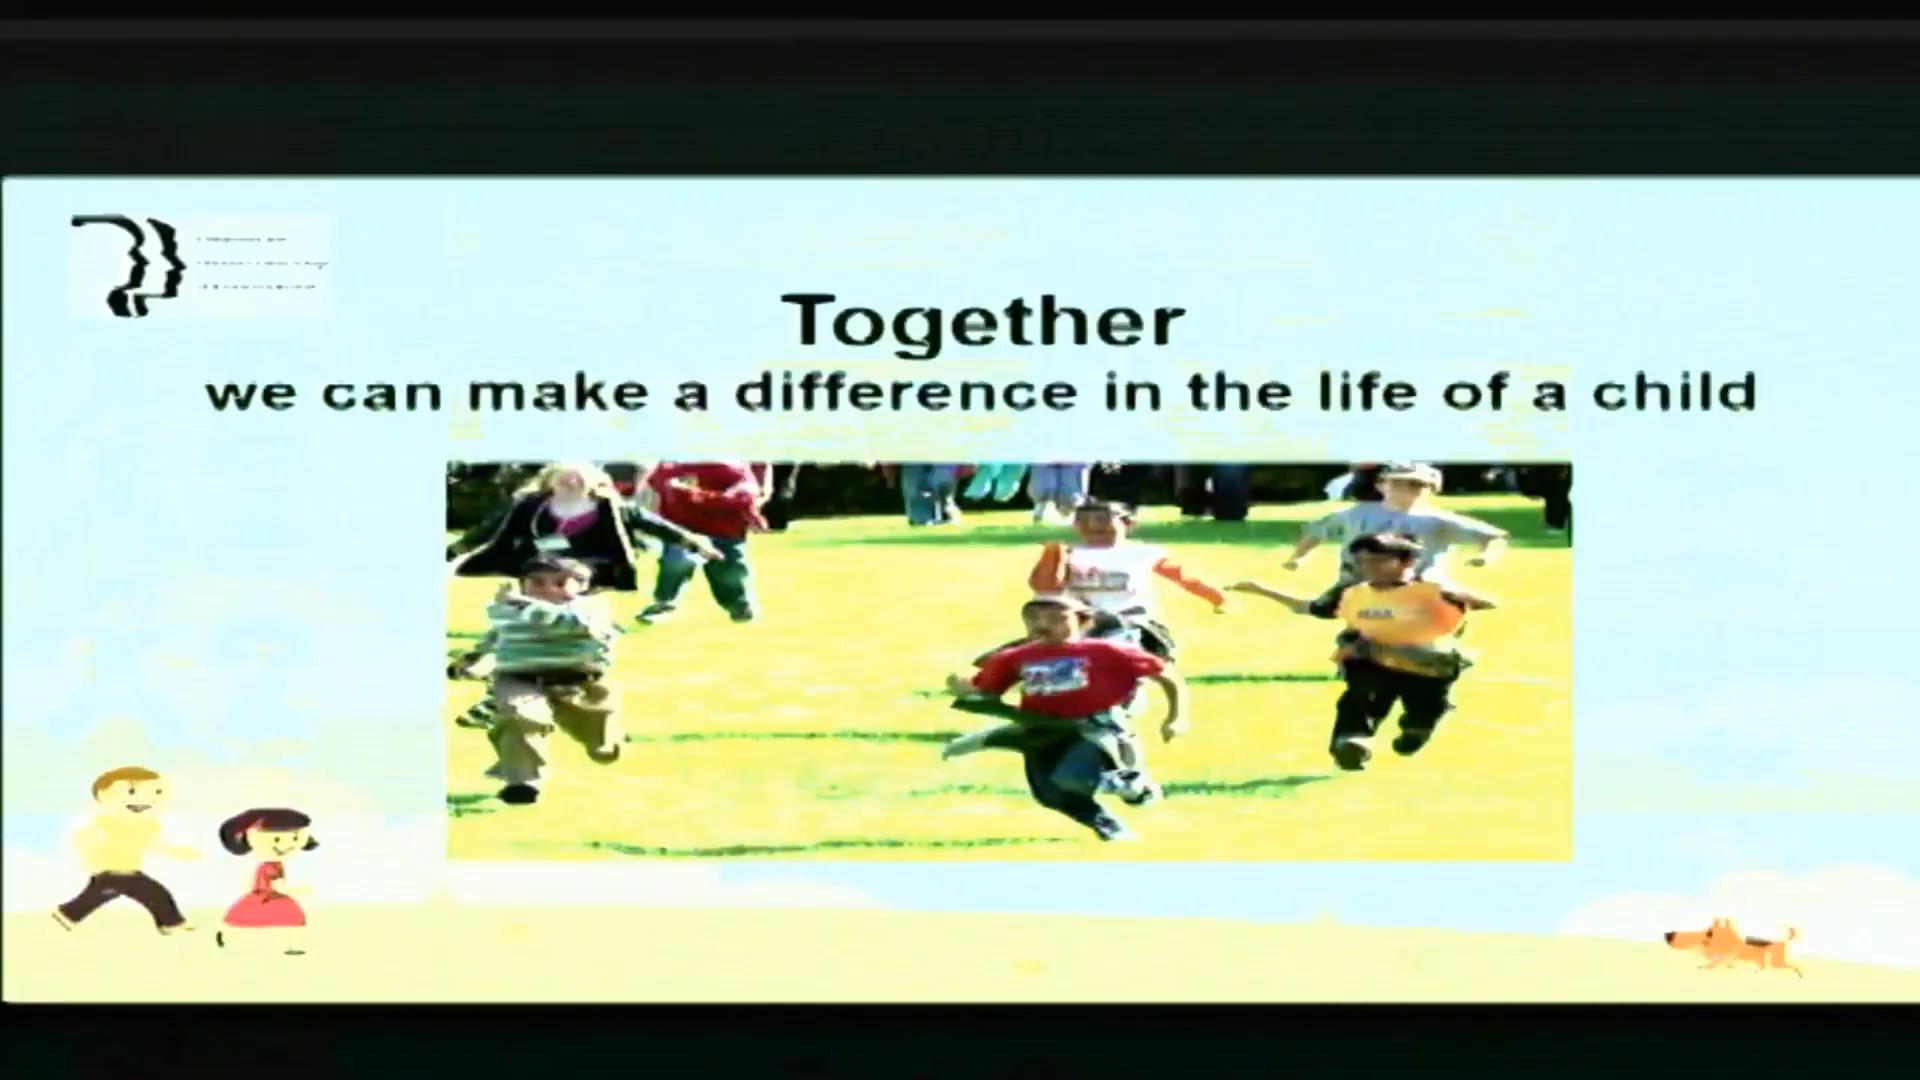 Together
we can make a difference in the life of a child